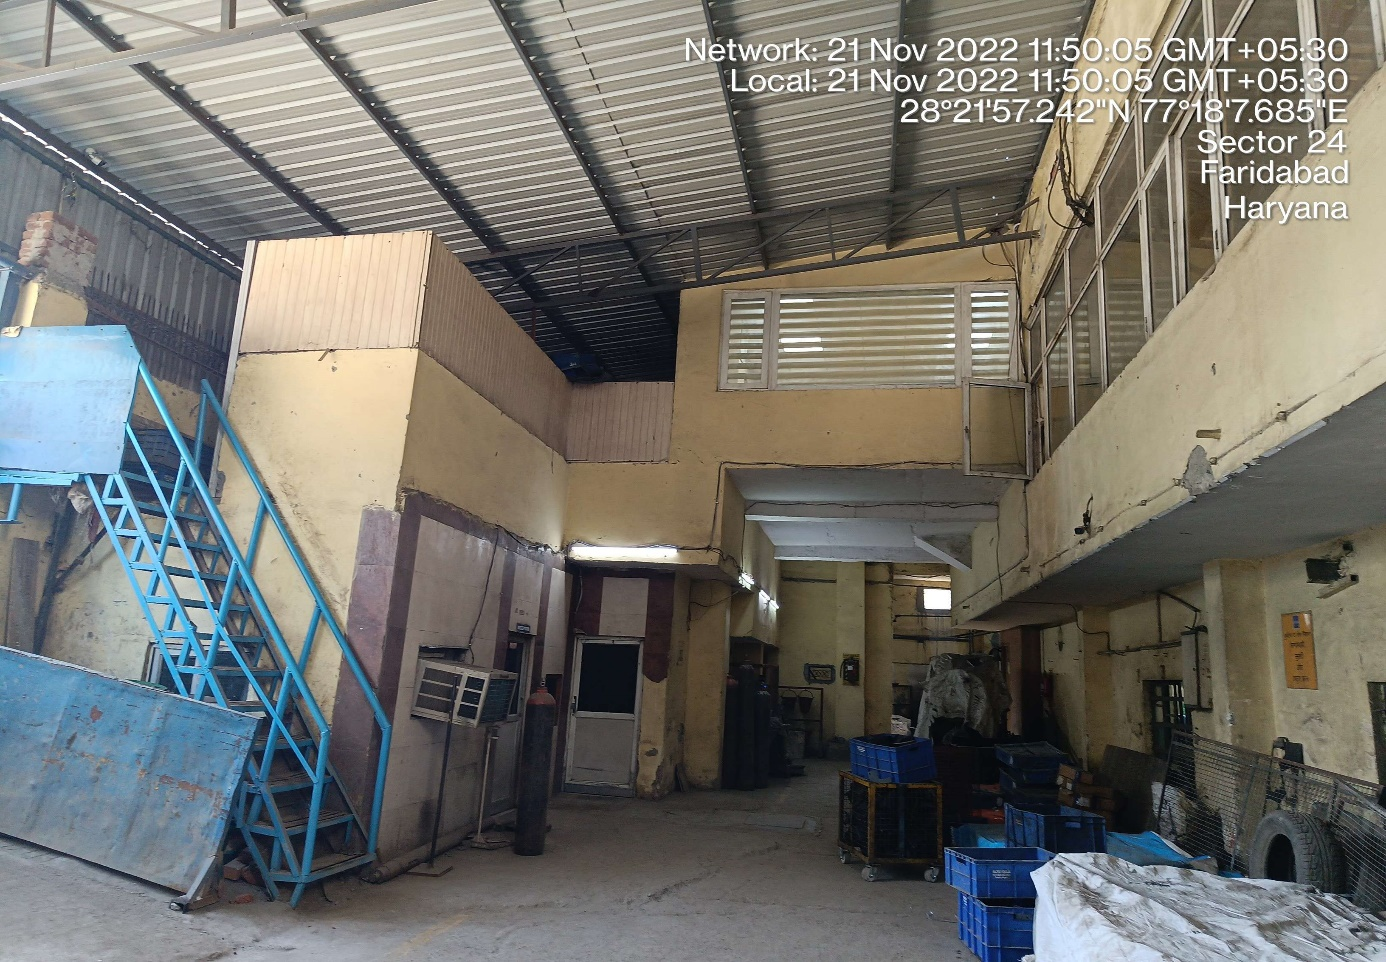 Network: 21 Nov 2022 11:50:05 GMT+05:30
Local: 21 Nov 2022 11:50:05 GMT+05:30
28°21'57.242"N 77°18'7.685"E
Sector 24
Faridabad
Haryana